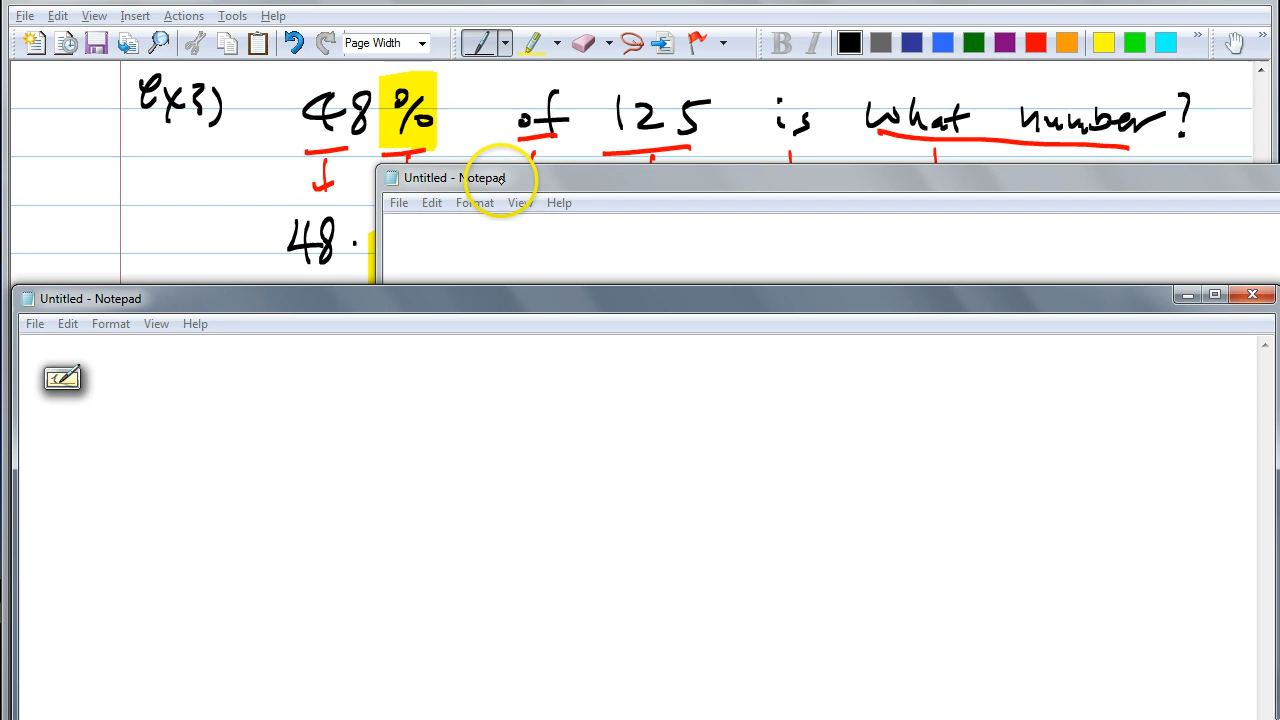 File Edit View Insert Actions Tools Help
Page Width B I
ex3) 48% of 125 is what number?
48 ·
Untitled - Notepad
File Edit Format View Help
Untitled - Notepad
File Edit Format View Help